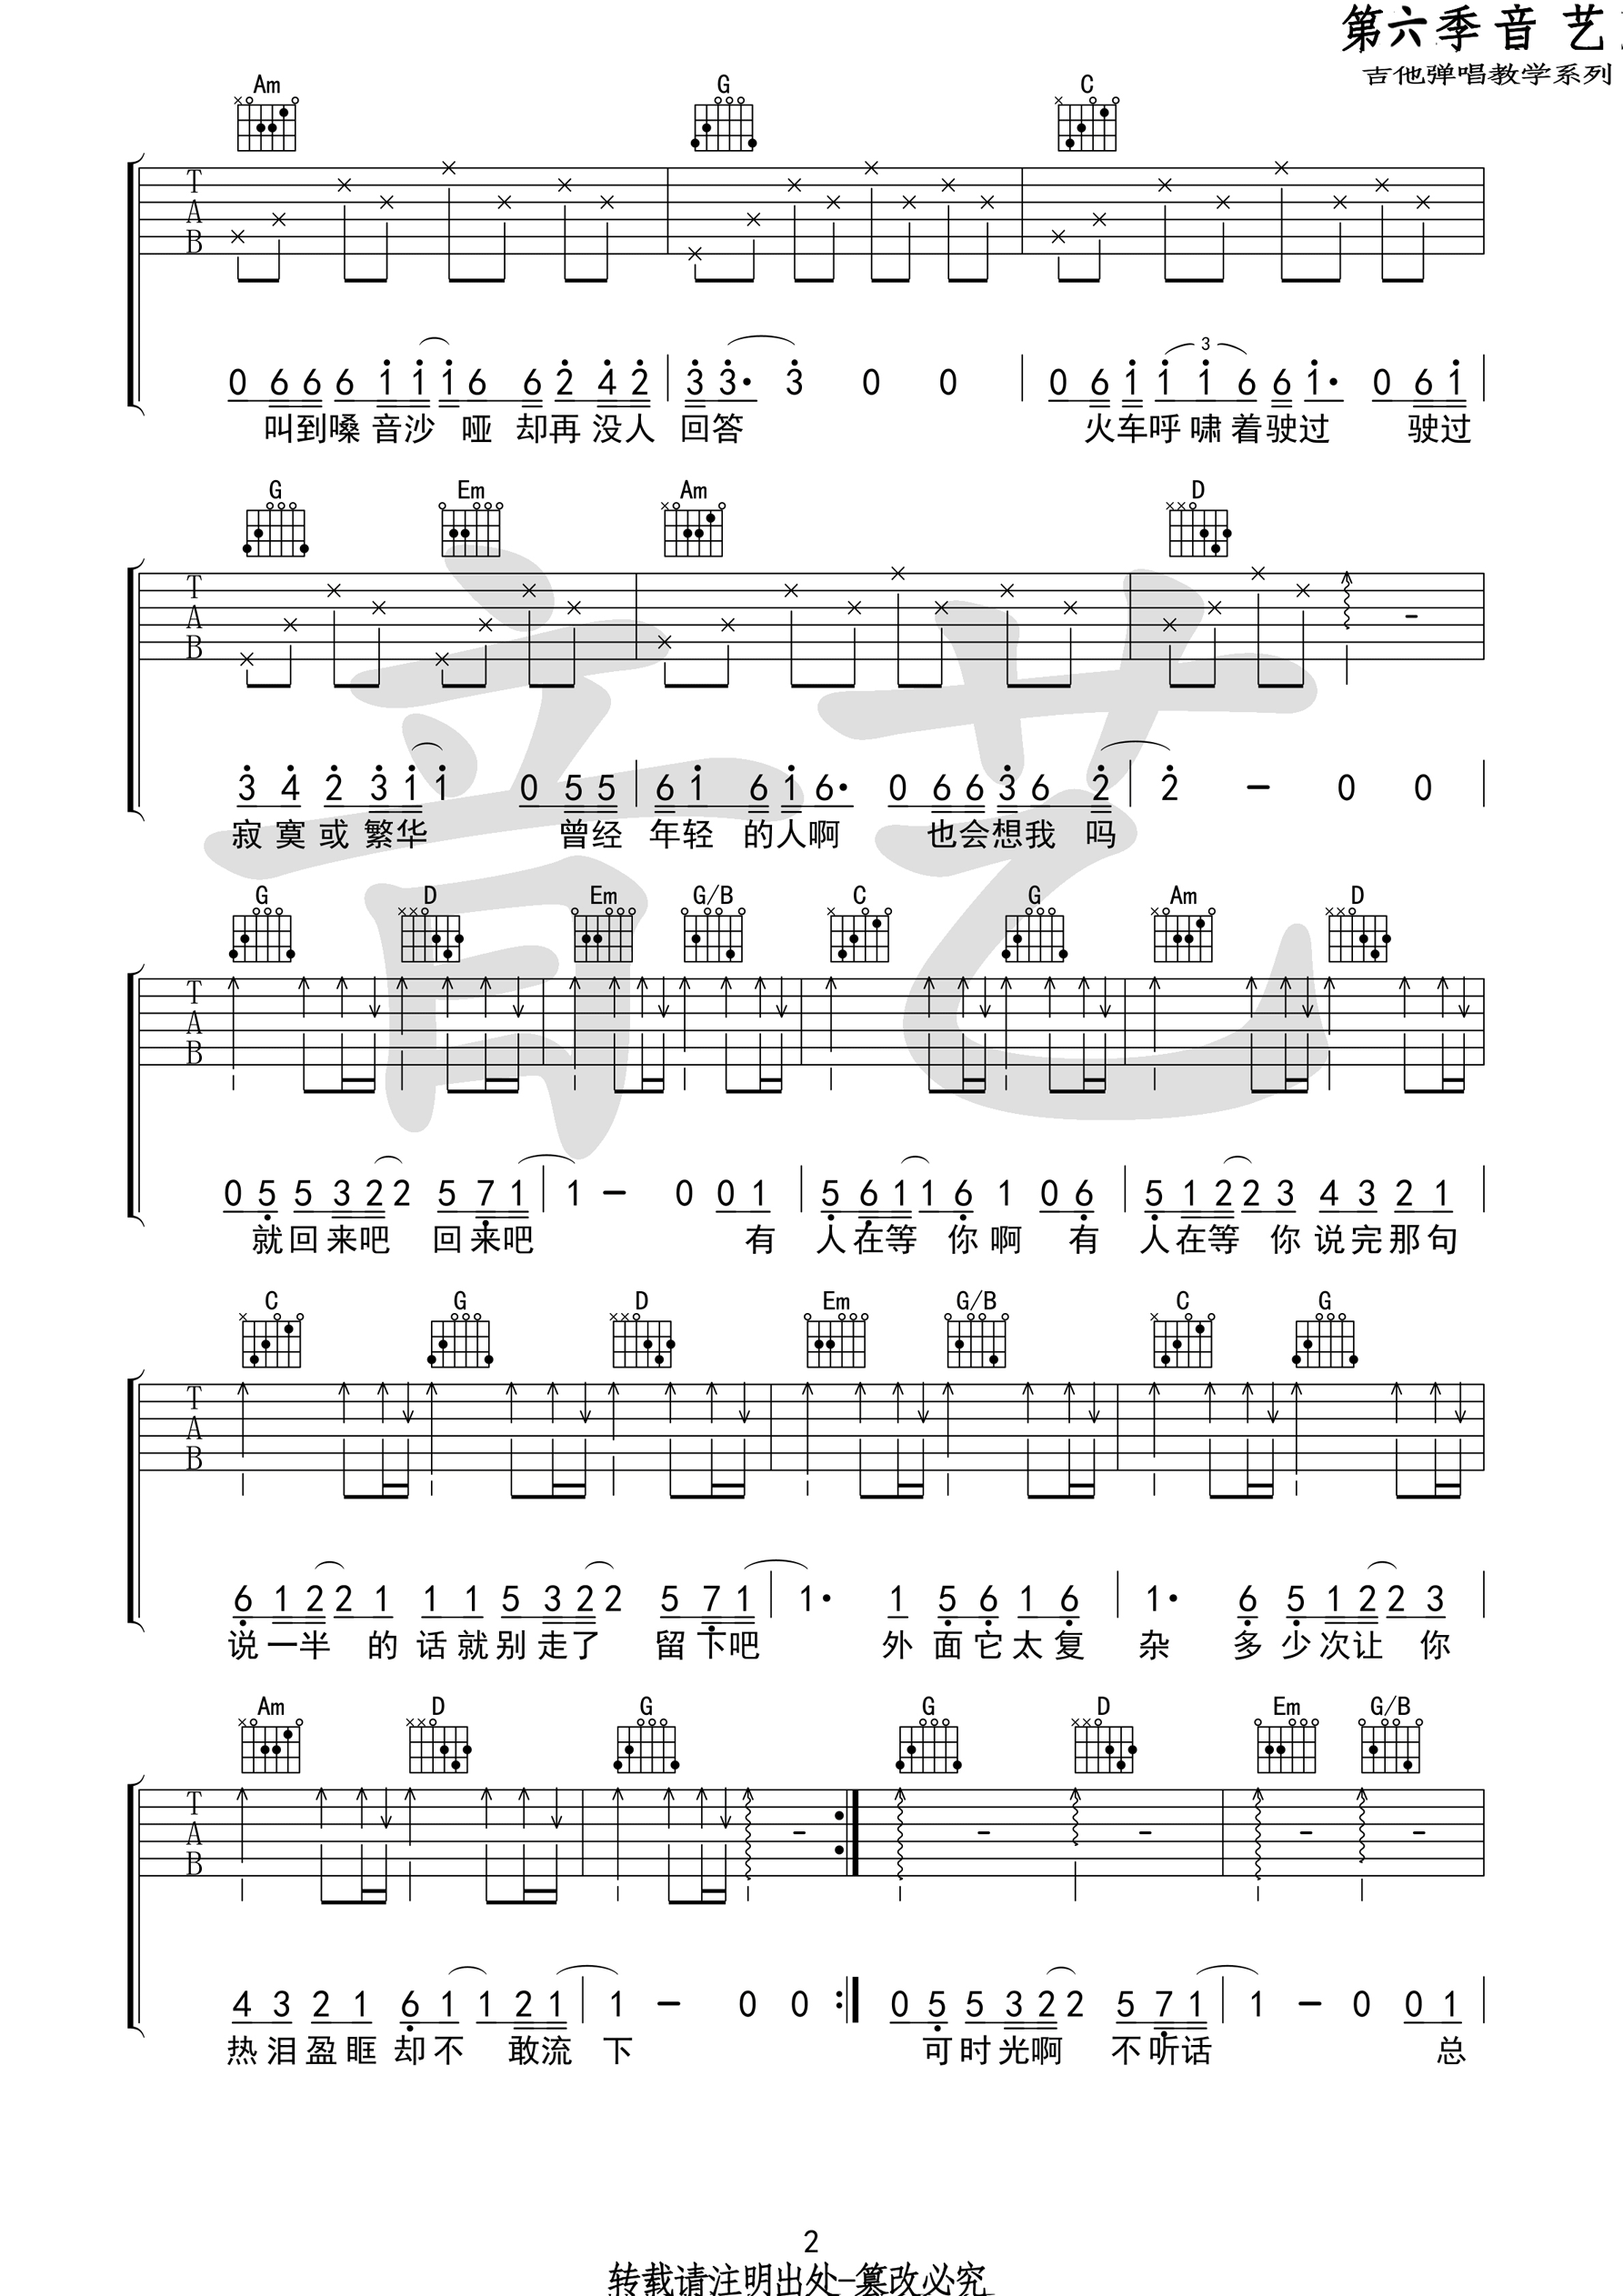 第六季音 艺
吉他弹唱教学系列
Am G C
T
A
B
3
0 6 6 6 1 1 1 6 6 2 4 2 3 3· 3 0 0 0 6 1 1 1 6 6 1· 0 6 1
叫到嗓 音沙 哑 却再 没人 回答 火车呼 啸着驶过 驶过
G Em Am D
T
A
B
3 4 2 3 1 1 0 5 5 6 1 6 1 6· 0 6 6 3 6 2 2 - 0 0
寂 寞 或 繁华 曾经 年轻 的人啊 也会想我 吗
G D Em G/B C G Am D
T
A
B
0 5 5 3 2 2 5 7 1 1 - 0 0 1 5 6 1 1 6 1 0 6 5 1 2 2 3 4 3 2 1
就回来吧 回来吧 有 人在等 你啊 有 人在等 你说完那句
C G D Em G/B C G
T
A
B
6 1 2 2 1 1 1 5 3 2 2 5 7 1 1· 1 5 6 1 6 1· 6 5 1 2 2 3
说一半 的 话就别走了 留下吧 外 面它太复 杂 多 少次让 你
Am D G G D Em G/B
T
A
B
4 3 2 1 6 1 1 2 1 1 - 0 0 0 5 5 3 2 2 5 7 1 1 - 0 0 1
热泪盈眶 却不 敢流 下 可时光啊 不听话 总
音艺
2
转载请注明出处-篡改必究